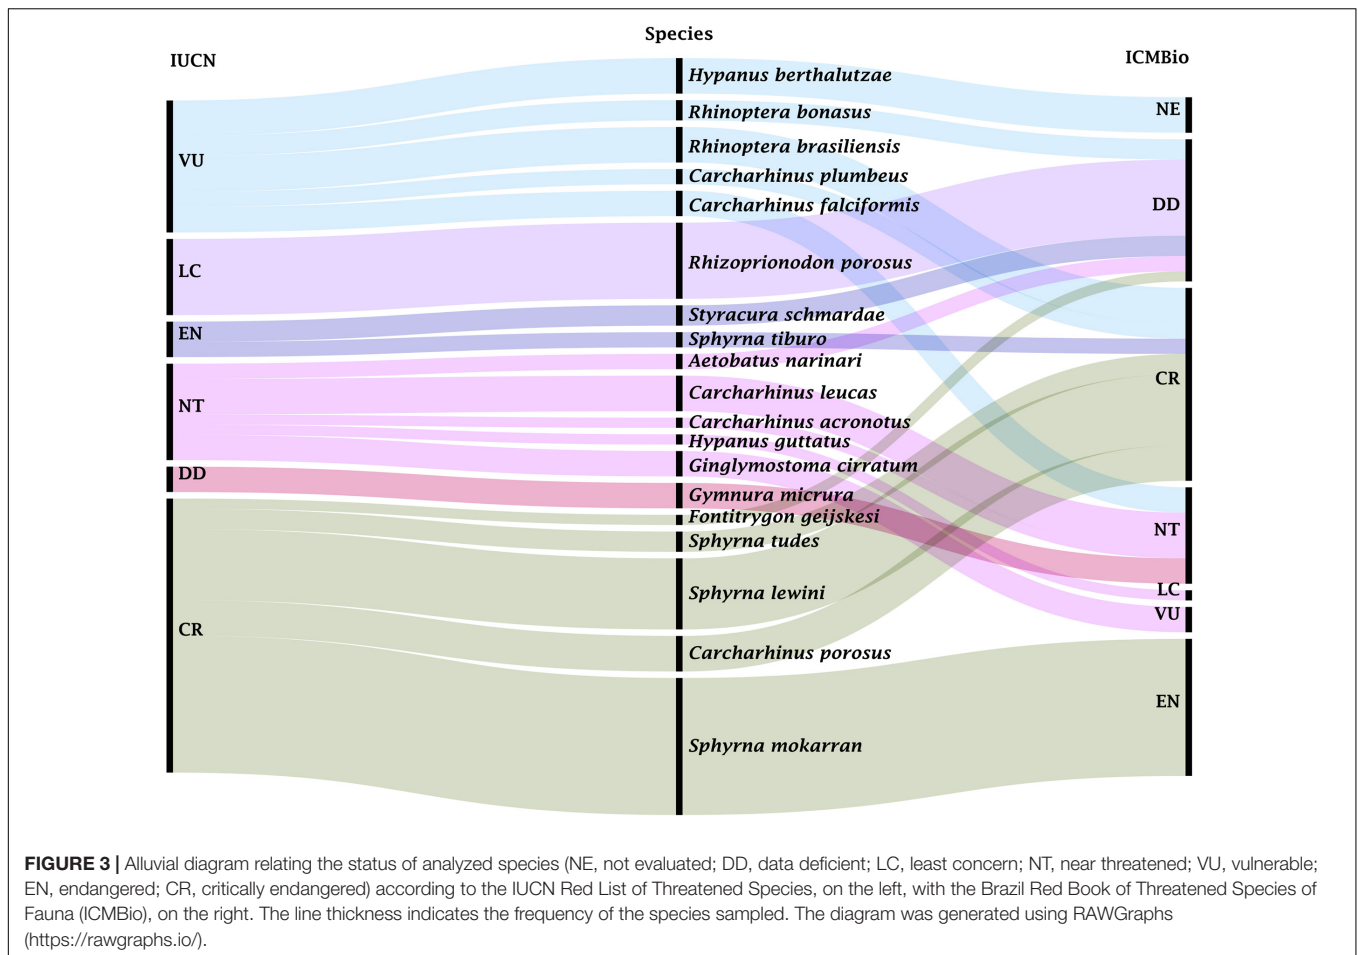 Species
IUCN
ICMBio
Hypanus berthalutzae
NE
Rhinoptera bonasus
Rhinoptera brasiliensis
VU
Carcharhinus plumbeus
Carcharhinus falciformis
DD
Rhizoprionodon porosus
LC
Styracura schmardae
EN
Sphyrna tiburo
Aetobatus narinari
CR
Carcharhinus leucas
NT
Carcharhinus acronotus
Hypanus guttatus
Ginglymostoma cirratum
DD
Gymnura micrura
Fontitrygon geijskesi
NT
Sphyrna tudes
LC
Sphyrna lewini
VU
CR
Carcharhinus porosus
EN
Sphyrna mokarran
FIGURE 3 | Alluvial diagram relating the status of analyzed species (NE, not evaluated; DD, data deficient; LC, least concern; NT, near threatened; VU, vulnerable;
EN, endangered; CR, critically endangered) according to the IUCN Red List of Threatened Species, on the left, with the Brazil Red Book of Threatened Species of
Fauna (ICMBio), on the right. The line thickness indicates the frequency of the species sampled. The diagram was generated using RAWGraphs
(https://rawgraphs.io/).